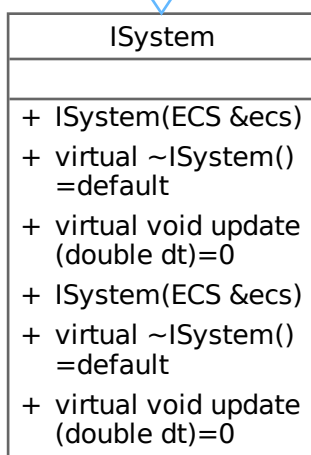 ISystem
+ ISystem(ECS &ecs)
+ virtual ~ISystem()
=default
+ virtual void update
(double dt)=0
+ ISystem(ECS &ecs)
+ virtual ~ISystem()
=default
+ virtual void update
(double dt)=0